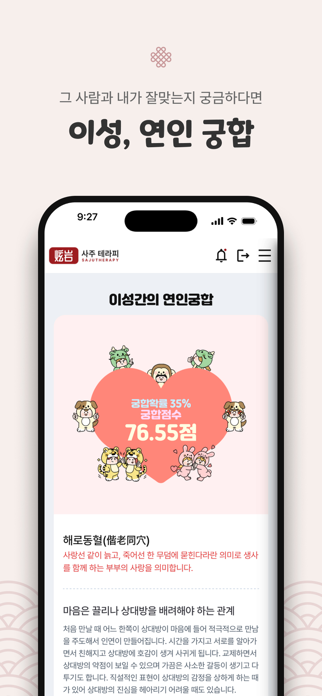 그 사람과 내가 잘맞는지 궁금하다면
이성, 연인 궁합
9:27
사주 테라피
SAJUTHERAPY
이성간의 연인궁합
궁합확률 35%
궁합점수
76.55점
해로동혈(偕老同穴)
사랑선 같이 늙고, 죽어선 한 무덤에 묻힌다라란 의미로 생사
를 함께 하는 부부의 사랑을 의미합니다.
마음은 끌리나 상대방을 배려해야 하는 관계
처음 만날 때 어느 한쪽이 상대방이 마음에 들어 적극적으로 만남
을 주도해서 인연이 만들어집니다. 시간을 가지고 서로를 알아가
면서 친해지고 상대방에 호감이 생겨 사귀게 됩니다. 교제하면서
상대방의 약점이 보일 수 있으며 가끔은 사소한 갈등이 생기고 다
투기도 합니다. 직설적인 표현이 상대방의 감정을 상하게 하는 때
가 있어 상대방의 진심을 헤아리기 어려울 때도 있습니다.